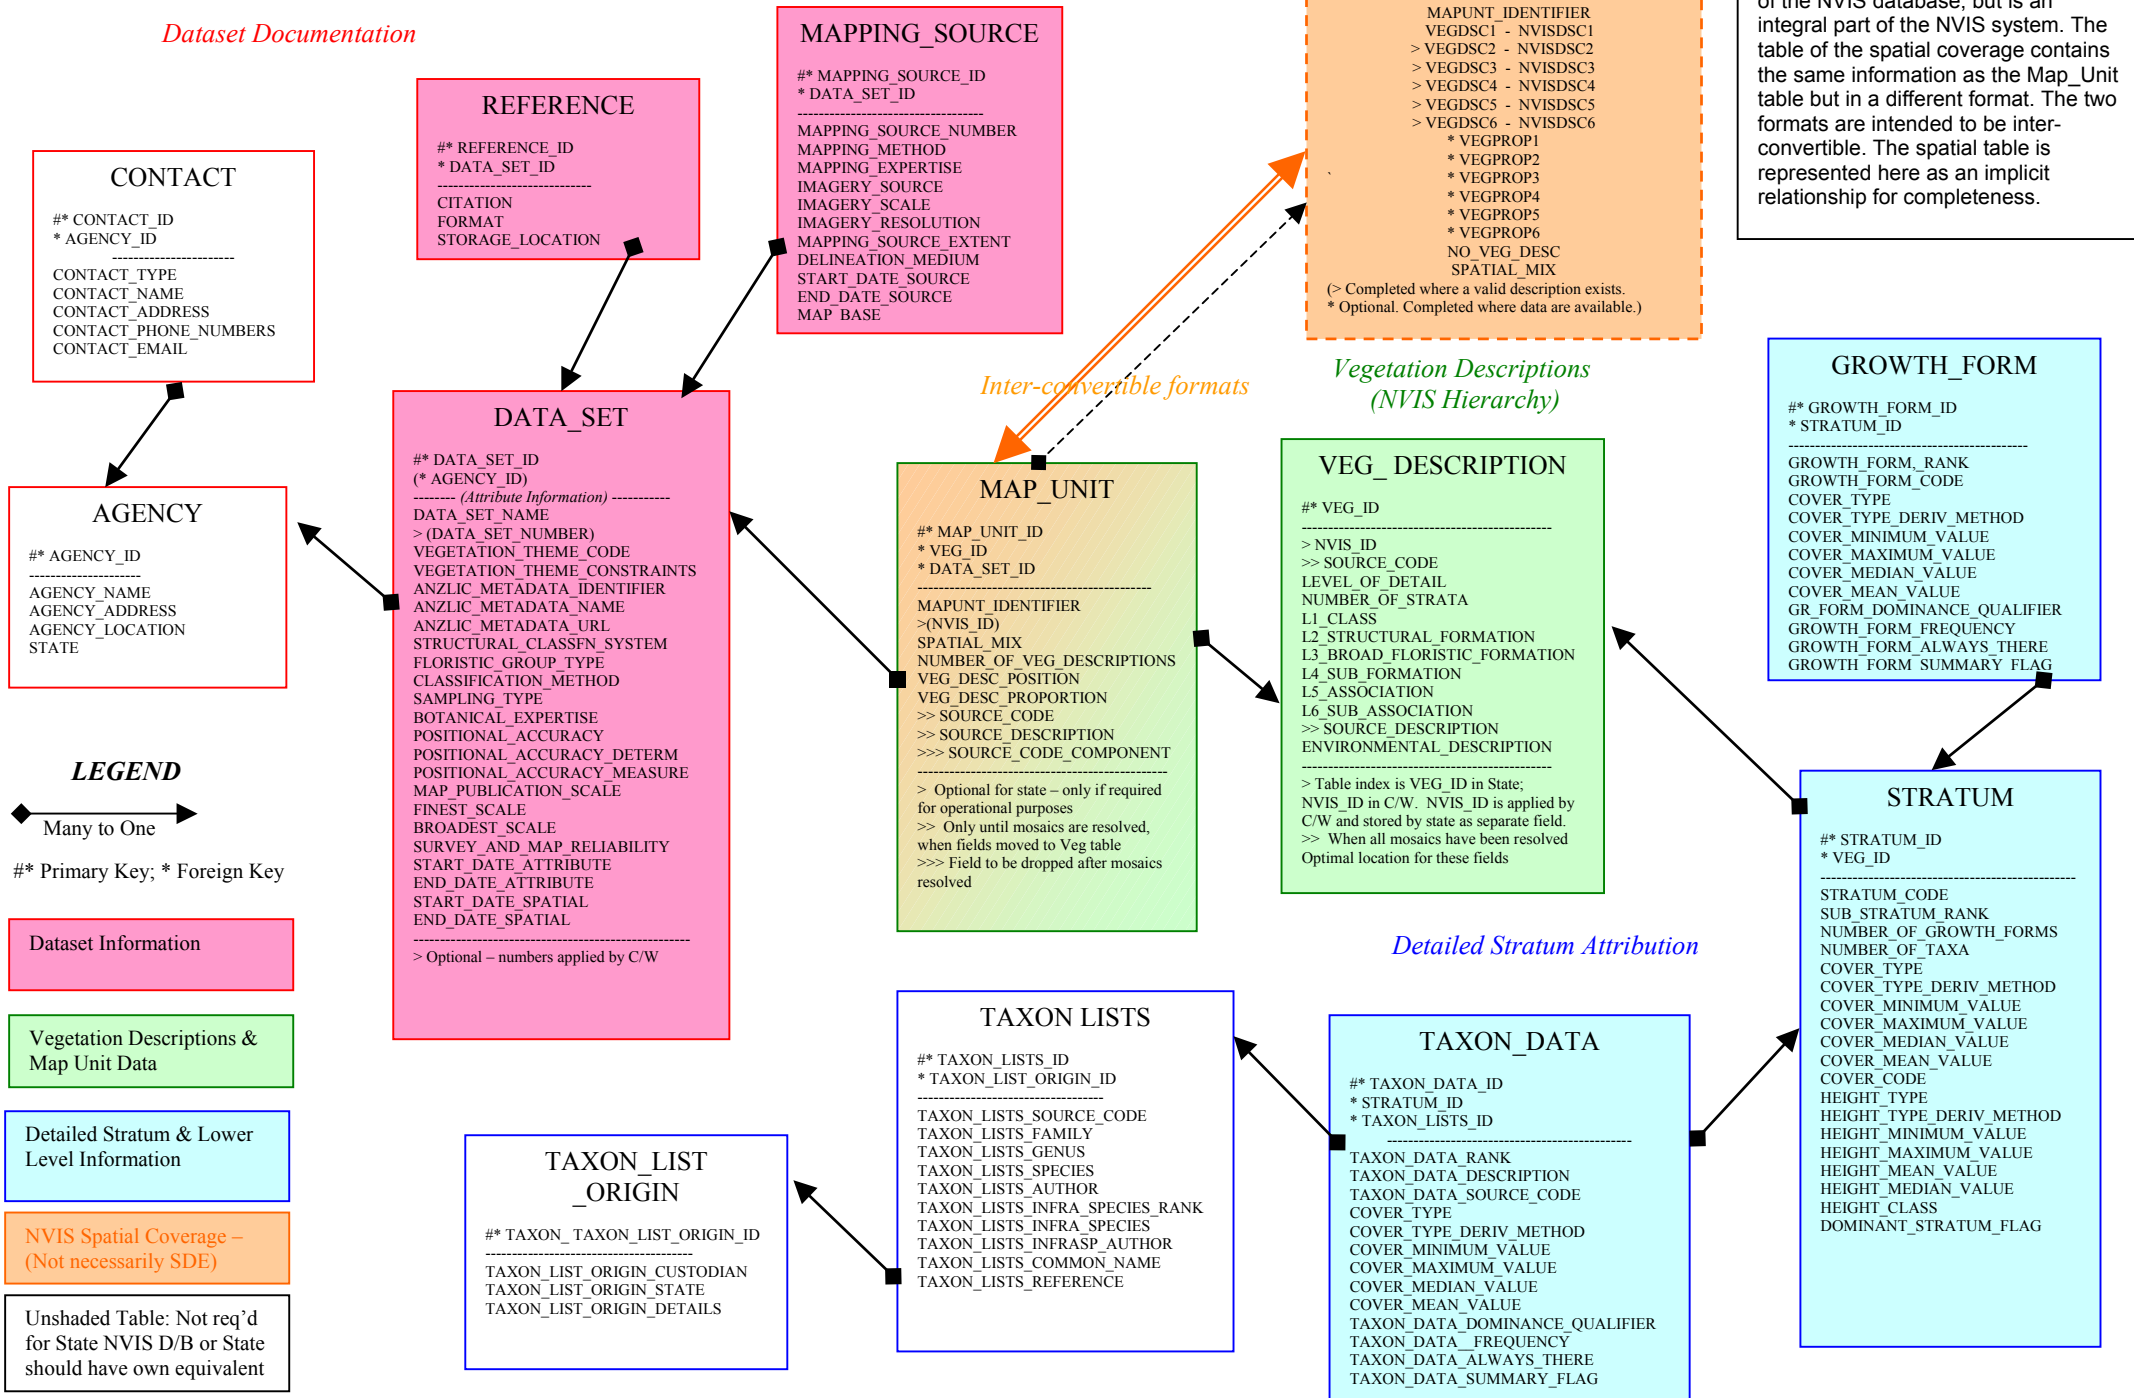 Dataset Documentation
CONTACT
#* CONTACT_ID
* AGENCY_ID
-----------------------
CONTACT_TYPE
CONTACT_NAME
CONTACT_ADDRESS
CONTACT_PHONE_NUMBERS
CONTACT_EMAIL
REFERENCE
#* REFERENCE_ID
* DATA_SET_ID
-----------------------------
CITATION
FORMAT
STORAGE_LOCATION
MAPPING_SOURCE
#* MAPPING_SOURCE_ID
* DATA_SET_ID
-----------------------------------
MAPPING_SOURCE_NUMBER
MAPPING_METHOD
MAPPING_EXPERTISE
IMAGERY_SOURCE
IMAGERY_SCALE
IMAGERY_RESOLUTION
MAPPING_SOURCE_EXTENT
DELINEATION_MEDIUM
START_DATE_SOURCE
END_DATE_SOURCE
MAP_BASE
MAPUNT_IDENTIFIER
VEGDSC1 - NVISDSC1
> VEGDSC2 - NVISDSC2
> VEGDSC3 - NVISDSC3
> VEGDSC4 - NVISDSC4
> VEGDSC5 - NVISDSC5
> VEGDSC6 - NVISDSC6
* VEGPROP1
* VEGPROP2
` * VEGPROP3
* VEGPROP4
* VEGPROP5
* VEGPROP6
NO_VEG_DESC
SPATIAL_MIX
(> Completed where a valid description exists.
* Optional. Completed where data are available.)
of the NVIS database, but is an
integral part of the NVIS system. The
table of the spatial coverage contains
the same information as the Map_Unit
table but in a different format. The two
formats are intended to be inter-
convertible. The spatial table is
represented here as an implicit
relationship for completeness.
AGENCY
#* AGENCY_ID
---------------------
AGENCY_NAME
AGENCY_ADDRESS
AGENCY_LOCATION
STATE
DATA_SET
#* DATA_SET_ID
(* AGENCY_ID)
-------- (Attribute Information) -----------
DATA_SET_NAME
> (DATA_SET_NUMBER)
VEGETATION_THEME_CODE
VEGETATION_THEME_CONSTRAINTS
ANZLIC_METADATA_IDENTIFIER
ANZLIC_METADATA_NAME
ANZLIC_METADATA_URL
STRUCTURAL_CLASSFN_SYSTEM
FLORISTIC_GROUP_TYPE
CLASSIFICATION_METHOD
SAMPLING_TYPE
BOTANICAL_EXPERTISE
POSITIONAL_ACCURACY
POSITIONAL_ACCURACY_DETERM
POSITIONAL_ACCURACY_MEASURE
MAP_PUBLICATION_SCALE
FINEST_SCALE
BROADEST_SCALE
SURVEY_AND_MAP_RELIABILITY
START_DATE_ATTRIBUTE
END_DATE_ATTRIBUTE
START_DATE_SPATIAL
END_DATE_SPATIAL
----------------------------------------------------
> Optional – numbers applied by C/W
Inter-convertible formats
MAP_UNIT
#* MAP_UNIT_ID
* VEG_ID
* DATA_SET_ID
--------------------------------------------
MAPUNT_IDENTIFIER
>(NVIS_ID)
SPATIAL_MIX
NUMBER_OF_VEG_DESCRIPTIONS
VEG_DESC_POSITION
VEG_DESC_PROPORTION
>> SOURCE_CODE
>> SOURCE_DESCRIPTION
>>> SOURCE_CODE_COMPONENT
-----------------------------------------------
> Optional for state – only if required
for operational purposes
>> Only until mosaics are resolved,
when fields moved to Veg table
>>> Field to be dropped after mosaics
resolved
Vegetation Descriptions
(NVIS Hierarchy)
VEG_ DESCRIPTION
#* VEG_ID
-----------------------------------------------
> NVIS_ID
>> SOURCE_CODE
LEVEL_OF_DETAIL
NUMBER_OF_STRATA
L1_CLASS
L2_STRUCTURAL_FORMATION
L3_BROAD_FLORISTIC_FORMATION
L4_SUB_FORMATION
L5_ASSOCIATION
L6_SUB_ASSOCIATION
>> SOURCE_DESCRIPTION
ENVIRONMENTAL_DESCRIPTION
-----------------------------------------------
> Table index is VEG_ID in State;
NVIS_ID in C/W. NVIS_ID is applied by
C/W and stored by state as separate field.
>> When all mosaics have been resolved
Optimal location for these fields
GROWTH_FORM
#* GROWTH_FORM_ID
* STRATUM_ID
---------------------------------------------
GROWTH_FORM,_RANK
GROWTH_FORM_CODE
COVER_TYPE
COVER_TYPE_DERIV_METHOD
COVER_MINIMUM_VALUE
COVER_MAXIMUM_VALUE
COVER_MEDIAN_VALUE
COVER_MEAN_VALUE
GR_FORM_DOMINANCE_QUALIFIER
GROWTH_FORM_FREQUENCY
GROWTH_FORM_ALWAYS_THERE
GROWTH_FORM_SUMMARY_FLAG
STRATUM
#* STRATUM_ID
* VEG_ID
------------------------------------------------
STRATUM_CODE
SUB_STRATUM_RANK
NUMBER_OF_GROWTH_FORMS
NUMBER_OF_TAXA
COVER_TYPE
COVER_TYPE_DERIV_METHOD
COVER_MINIMUM_VALUE
COVER_MAXIMUM_VALUE
COVER_MEDIAN_VALUE
COVER_MEAN_VALUE
COVER_CODE
HEIGHT_TYPE
HEIGHT_TYPE_DERIV_METHOD
HEIGHT_MINIMUM_VALUE
HEIGHT_MAXIMUM_VALUE
HEIGHT_MEAN_VALUE
HEIGHT_MEDIAN_VALUE
HEIGHT_CLASS
DOMINANT_STRATUM_FLAG
Detailed Stratum Attribution
LEGEND
Many to One
#* Primary Key; * Foreign Key
Dataset Information
Vegetation Descriptions &
Map Unit Data
Detailed Stratum & Lower
Level Information
NVIS Spatial Coverage –
(Not necessarily SDE)
Unshaded Table: Not req’d
for State NVIS D/B or State
should have own equivalent
TAXON_LIST
_ORIGIN
#* TAXON_ TAXON_LIST_ORIGIN_ID
---------------------------------------
TAXON_LIST_ORIGIN_CUSTODIAN
TAXON_LIST_ORIGIN_STATE
TAXON_LIST_ORIGIN_DETAILS
TAXON LISTS
#* TAXON_LISTS_ID
* TAXON_LIST_ORIGIN_ID
-----------------------------------
TAXON_LISTS_SOURCE_CODE
TAXON_LISTS_FAMILY
TAXON_LISTS_GENUS
TAXON_LISTS_SPECIES
TAXON_LISTS_AUTHOR
TAXON_LISTS_INFRA_SPECIES_RANK
TAXON_LISTS_INFRA_SPECIES
TAXON_LISTS_INFRASP_AUTHOR
TAXON_LISTS_COMMON_NAME
TAXON_LISTS_REFERENCE
TAXON_DATA
#* TAXON_DATA_ID
* STRATUM_ID
* TAXON_LISTS_ID
----------------------------------------------
TAXON_DATA_RANK
TAXON_DATA_DESCRIPTION
TAXON_DATA_SOURCE_CODE
COVER_TYPE
COVER_TYPE_DERIV_METHOD
COVER_MINIMUM_VALUE
COVER_MAXIMUM_VALUE
COVER_MEDIAN_VALUE
COVER_MEAN_VALUE
TAXON_DATA_DOMINANCE_QUALIFIER
TAXON_DATA__FREQUENCY
TAXON_DATA_ALWAYS_THERE
TAXON_DATA_SUMMARY_FLAG